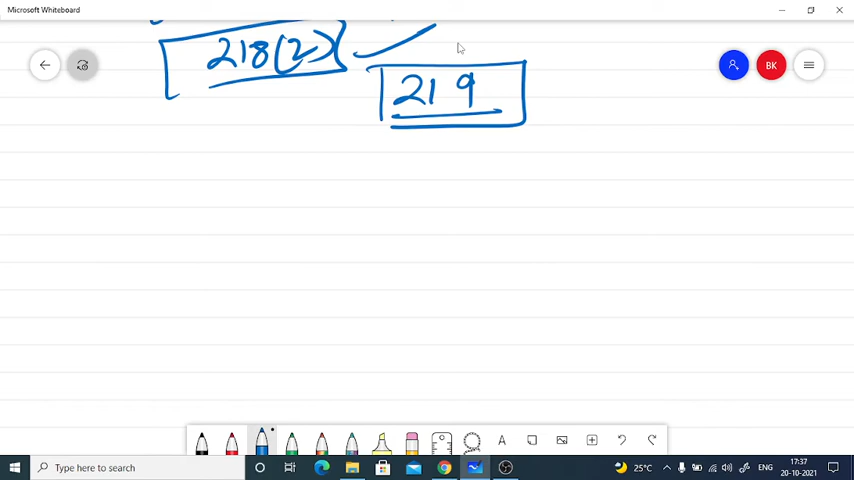 Microsoft Whiteboard
218(2)
219
BK
A
Type here to search
25°C
ENG
17:37
20-10-2021